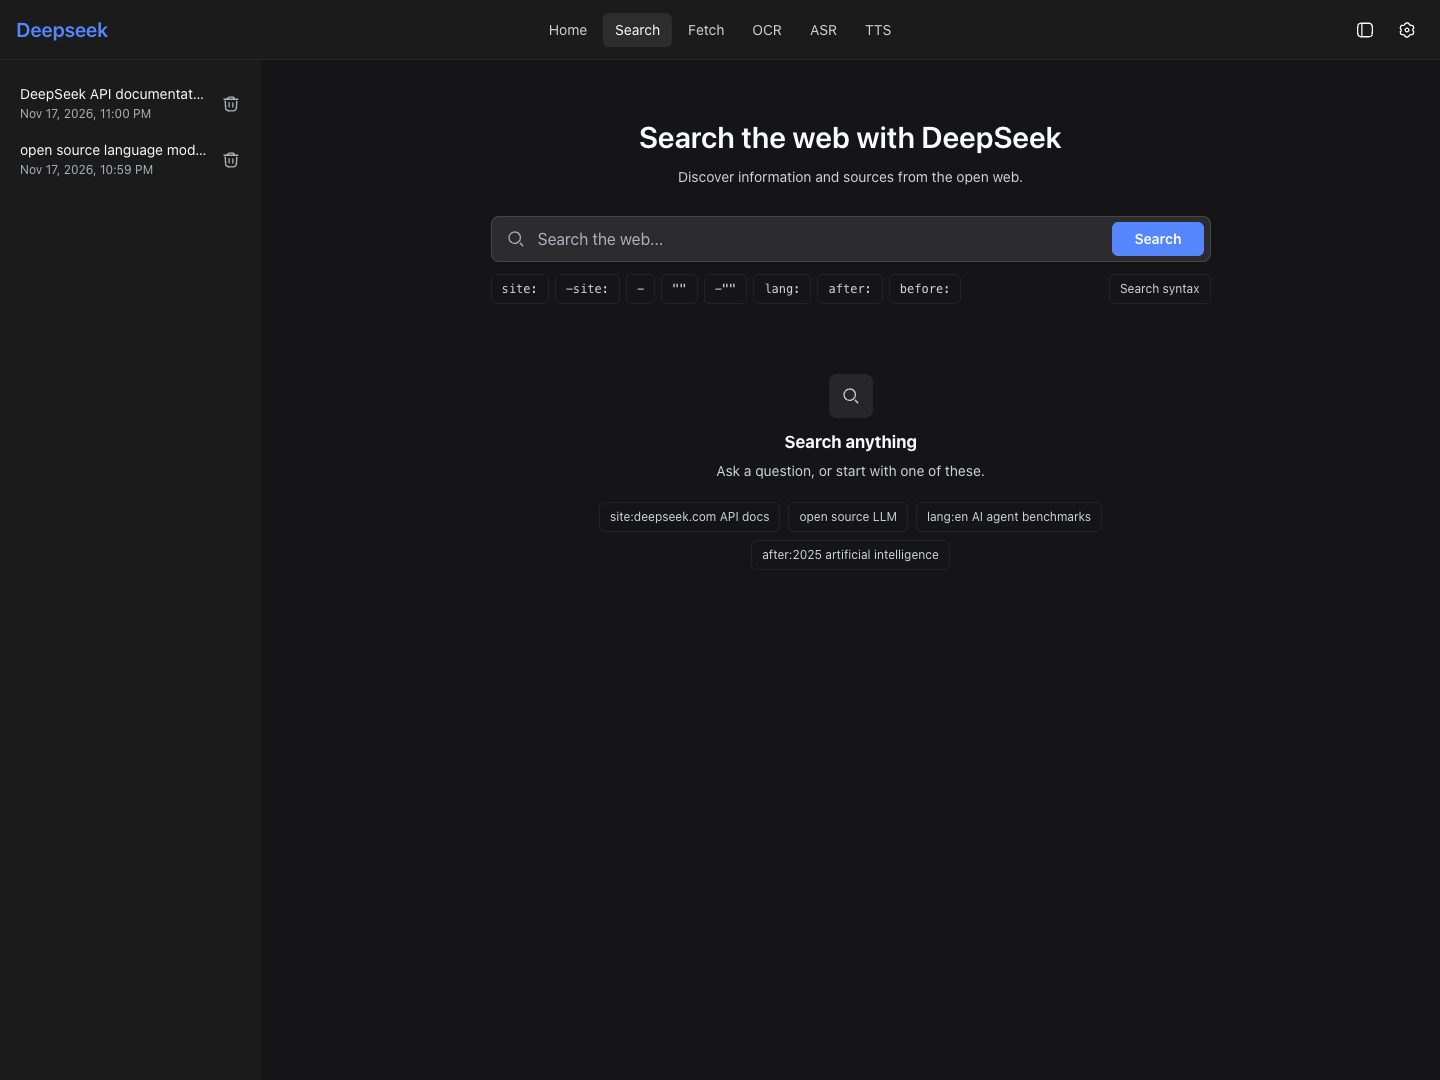 Deepseek
Home
Search
Fetch
OCR
ASR
TTS
DeepSeek API documentat...
Nov 17, 2026, 11:00 PM
open source language mod...
Nov 17, 2026, 10:59 PM
Search the web with DeepSeek
Discover information and sources from the open web.
Search the web...
Search
site:
-site:
-
""
-""
lang:
after:
before:
Search syntax
Search anything
Ask a question, or start with one of these.
site:deepseek.com API docs
open source LLM
lang:en AI agent benchmarks
after:2025 artificial intelligence